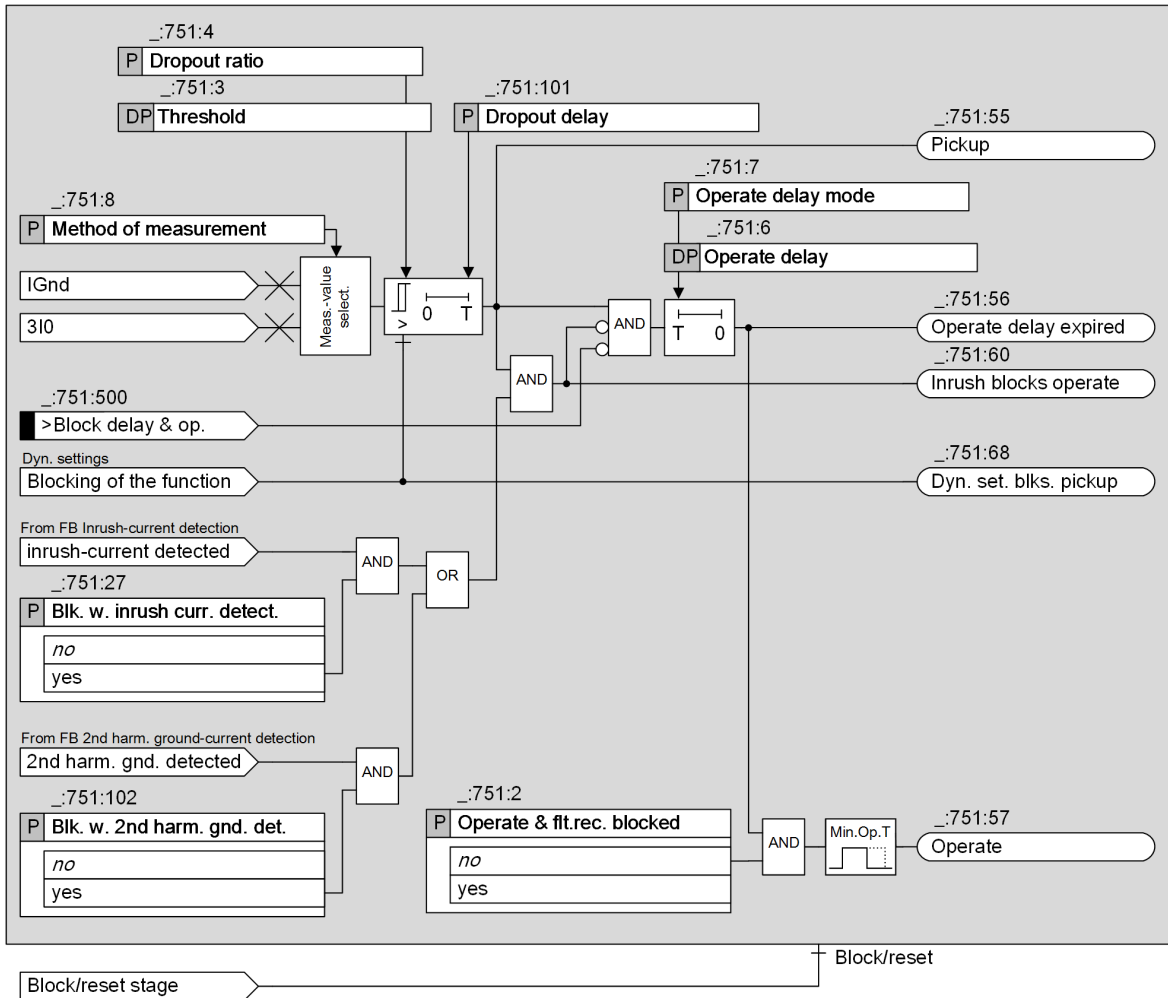 _:751:4
P Dropout ratio
_:751:3
DP Threshold
_:751:101
P Dropout delay
_:751:55
Pickup
_:751:7
P Operate delay mode
_:751:8
P Method of measurement
_:751:6
DP Operate delay
IGnd
3I0
Meas.-value
select.
>
0 T
AND
T 0
_:751:56
Operate delay expired
_:751:60
Inrush blocks operate
AND
_:751:500
>Block delay & op.
Dyn. settings
Blocking of the function
_:751:68
Dyn. set. blks. pickup
From FB Inrush-current detection
inrush-current detected
AND
OR
_:751:27
P Blk. w. inrush curr. detect.
no
yes
From FB 2nd harm. ground-current detection
2nd harm. gnd. detected
AND
_:751:102
P Blk. w. 2nd harm. gnd. det.
no
yes
_:751:2
P Operate & flt.rec. blocked
no
yes
AND
Min.Op.T
_:751:57
Operate
Block/reset
Block/reset stage